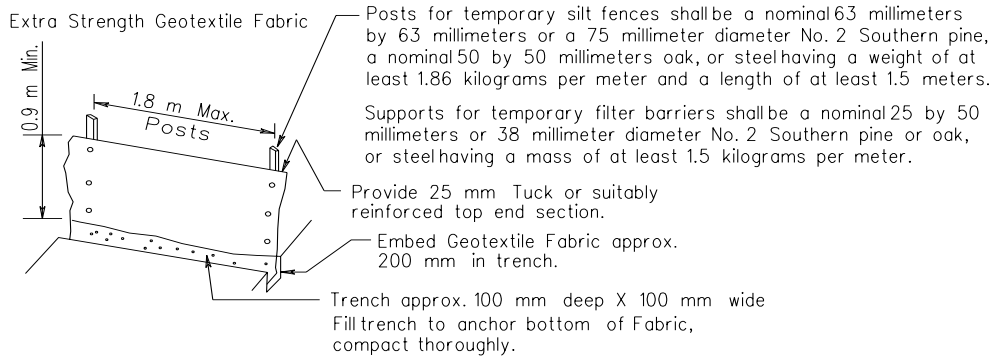 Extra Strength Geotextile Fabric
0.9 m Min.
1.8 m Max.
Posts
Posts for temporary silt fences shall be a nominal 63 millimeters
by 63 millimeters or a 75 millimeter diameter No. 2 Southern pine,
a nominal 50 by 50 millimeters oak, or steel having a weight of at
least 1.86 kilograms per meter and a length of at least 1.5 meters.
Supports for temporary filter barriers shall be a nominal 25 by 50
millimeters or 38 millimeter diameter No. 2 Southern pine or oak,
or steel having a mass of at least 1.5 kilograms per meter.
Provide 25 mm Tuck or suitably
reinforced top end section.
Embed Geotextile Fabric approx.
200 mm in trench.
Trench approx. 100 mm deep X 100 mm wide
Fill trench to anchor bottom of Fabric,
compact thoroughly.